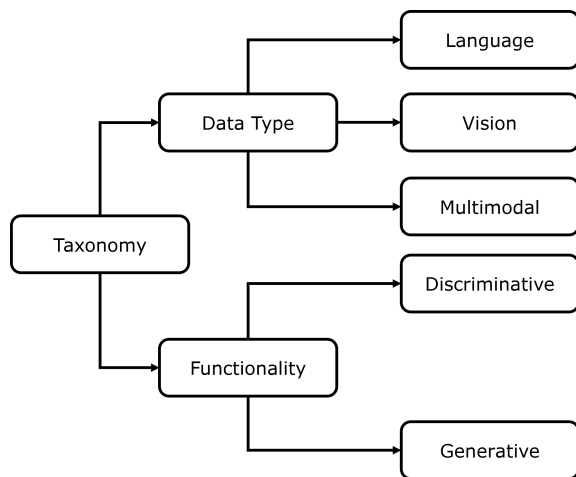 Language
Data Type
Vision
Multimodal
Taxonomy
Discriminative
Functionality
Generative